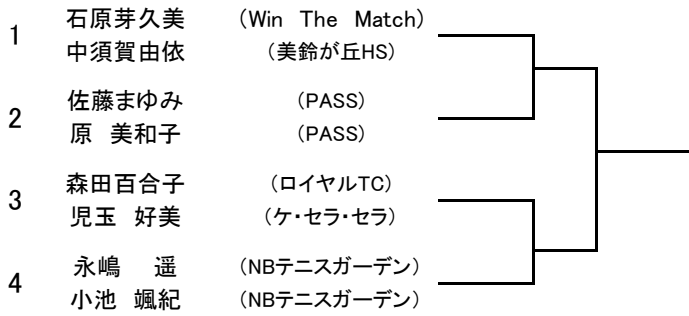 1 石原芽久美 (Win The Match)
中須賀由依 (美鈴が丘HS)
2 佐藤まゆみ (PASS)
原 美和子 (PASS)
3 森田百合子 (ロイヤルTC)
児玉 好美 (ケ・セラ・セラ)
4 永嶋 遥 (NBテニスガーデン)
小池 颯紀 (NBテニスガーデン)